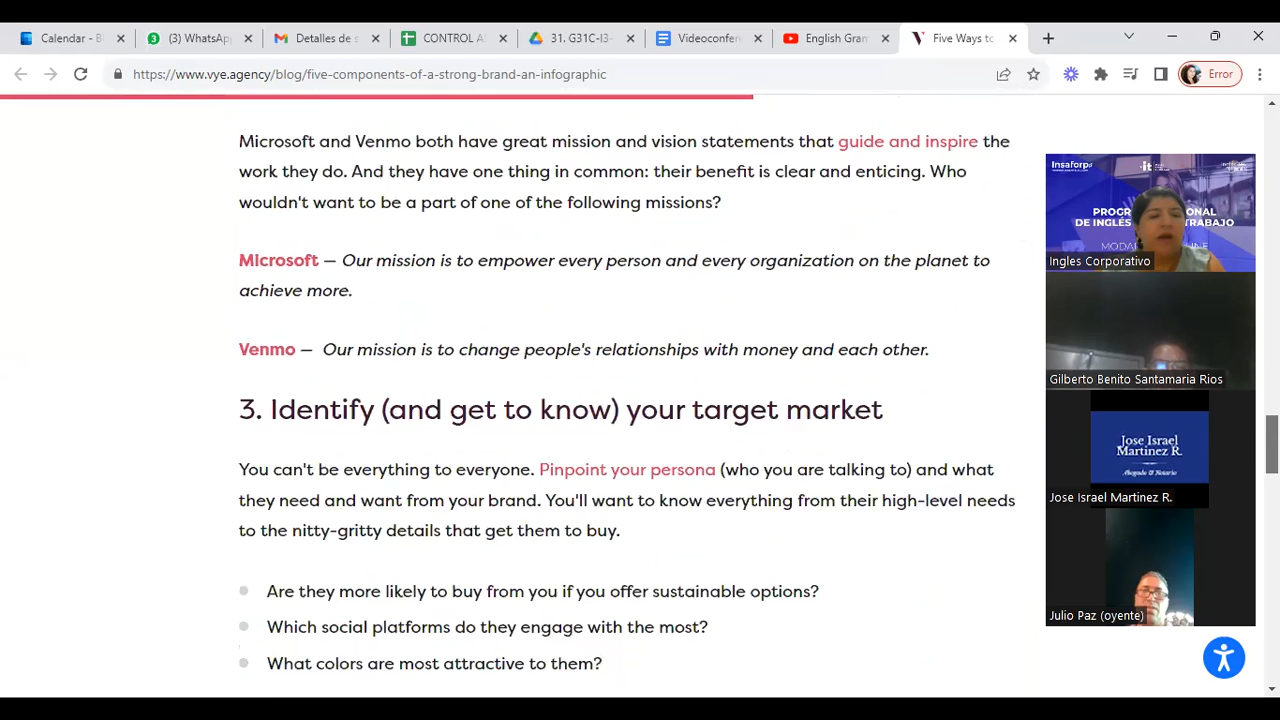 Calendar - B
(3) WhatsAp
Detalles de s
CONTROL A
31. G31C-I3-
Videoconfer
English Gran
Five Ways to
https://www.vye.agency/blog/five-components-of-a-strong-brand-an-infographic
Error
Microsoft and Venmo both have great mission and vision statements that guide and inspire the
work they do. And they have one thing in common: their benefit is clear and enticing. Who
wouldn't want to be a part of one of the following missions?
Microsoft — Our mission is to empower every person and every organization on the planet to
achieve more.
Venmo — Our mission is to change people's relationships with money and each other.
3. Identify (and get to know) your target market
You can't be everything to everyone. Pinpoint your persona (who you are talking to) and what
they need and want from your brand. You'll want to know everything from their high-level needs
to the nitty-gritty details that get them to buy.
Are they more likely to buy from you if you offer sustainable options?
Which social platforms do they engage with the most?
What colors are most attractive to them?
Insaforp
it
PROGR IONAL
DE INGLÉS TRABAJO
MODA LINE
Ingles Corporativo
Gilberto Benito Santamaria Rios
Jose Israel
Martinez R.
Abogado & Notario
Jose Israel Martinez R.
Julio Paz (oyente)